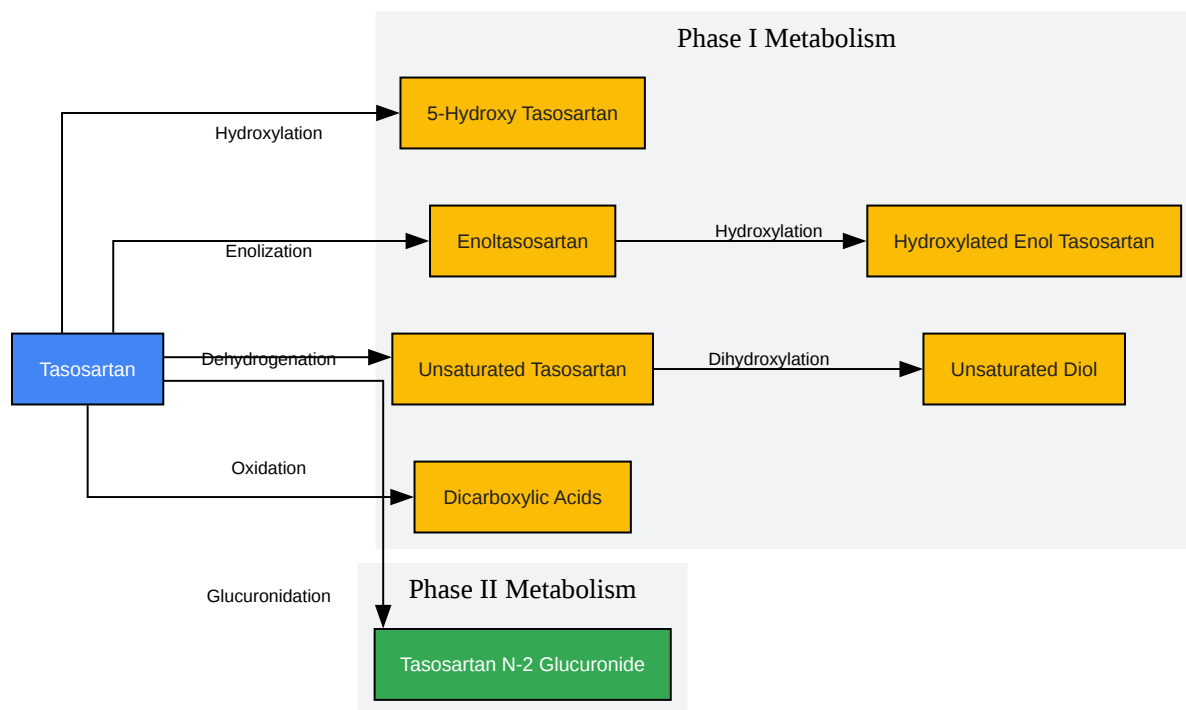 Phase I Metabolism
5-Hydroxy Tasosartan
Hydroxylation
Enoltasosartan
Hydroxylation
Hydroxylated Enol Tasosartan
Enolization
Tasosartan
Dehydrogenation
Unsaturated Tasosartan
Dihydroxylation
Unsaturated Diol
Oxidation
Dicarboxylic Acids
Glucuronidation
Phase II Metabolism
Tasosartan N-2 Glucuronide